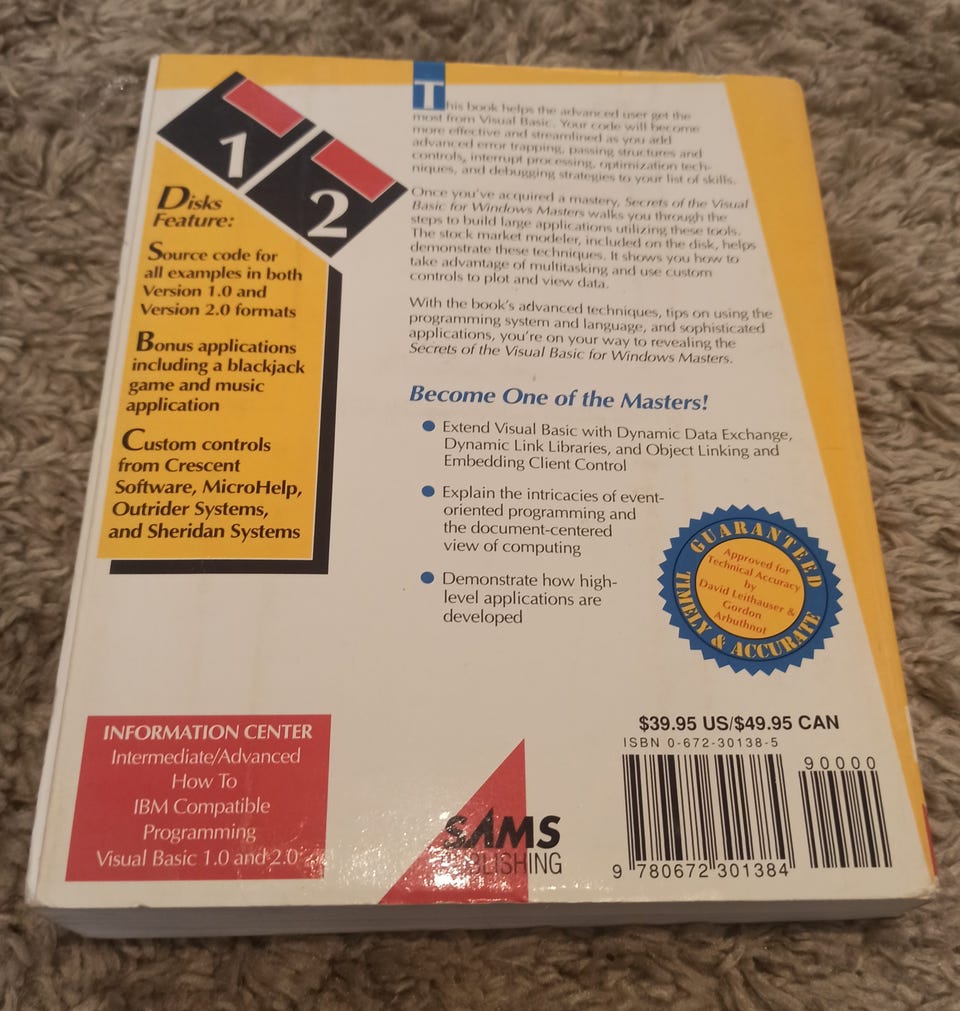 1
2
Disks
Feature:
Source code for
all examples in both
Version 1.0 and
Version 2.0 formats
Bonus applications
including a blackjack
game and music
application
Custom controls
from Crescent
Software, MicroHelp,
Outrider Systems,
and Sheridan Systems
This book helps the advanced user get the
most from Visual Basic. Your code will become
more effective and streamlined as you add
advanced error trapping, passing structures and
controls, interrupt processing, optimization tech-
niques, and debugging strategies to your list of skills.
Once you've acquired a mastery, Secrets of the Visual
Basic for Windows Masters walks you through the
steps to build large applications utilizing these tools.
The stock market modeler, included on the disk, helps
demonstrate these techniques. It shows you how to
take advantage of multitasking and use custom
controls to plot and view data.
With the book's advanced techniques, tips on using the
programming system and language, and sophisticated
applications, you're on your way to revealing the
Secrets of the Visual Basic for Windows Masters.
Become One of the Masters!
Extend Visual Basic with Dynamic Data Exchange,
Dynamic Link Libraries, and Object Linking and
Embedding Client Control
Explain the intricacies of event-
oriented programming and
the document-centered
view of computing
Demonstrate how high-
level applications are
developed
GUARANTEED
Approved for
Technical Accuracy
by
David Leithauser &
Gordon
Arbuthnot
TIMELY & ACCURATE
INFORMATION CENTER
Intermediate/Advanced
How To
IBM Compatible
Programming
Visual Basic 1.0 and 2.0
SAMS
PUBLISHING
$39.95 US/$49.95 CAN
ISBN 0-672-30138-5
90000
9 780672 301384